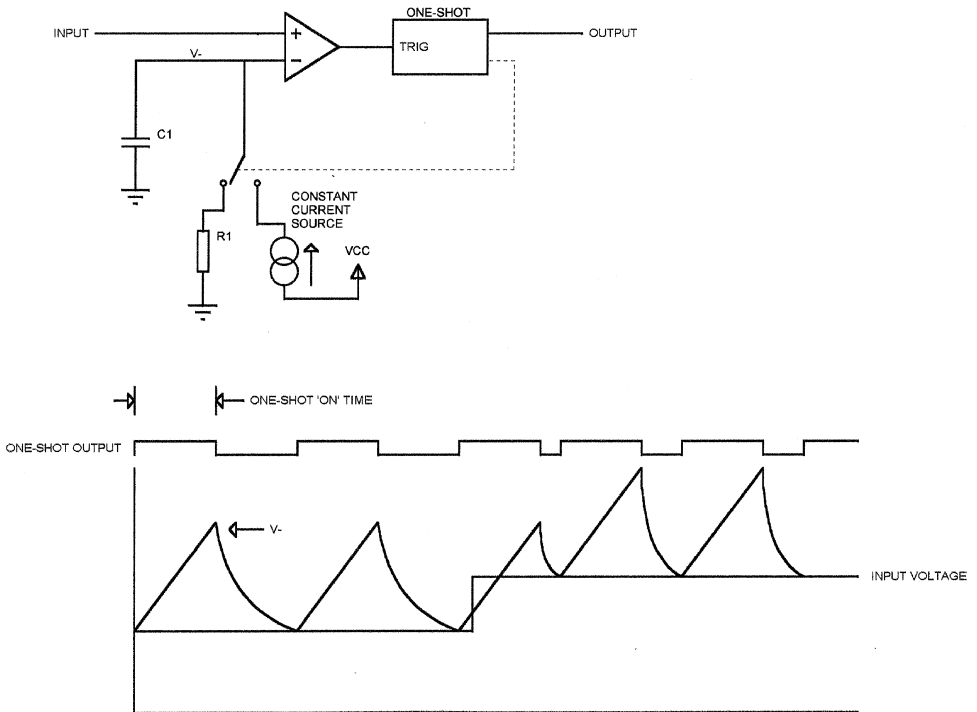 ONE-SHOT
INPUT
+
TRIG
OUTPUT
V-
−
C1
CONSTANT
CURRENT
SOURCE
R1
VCC
ONE-SHOT 'ON' TIME
ONE-SHOT OUTPUT
V-
INPUT VOLTAGE